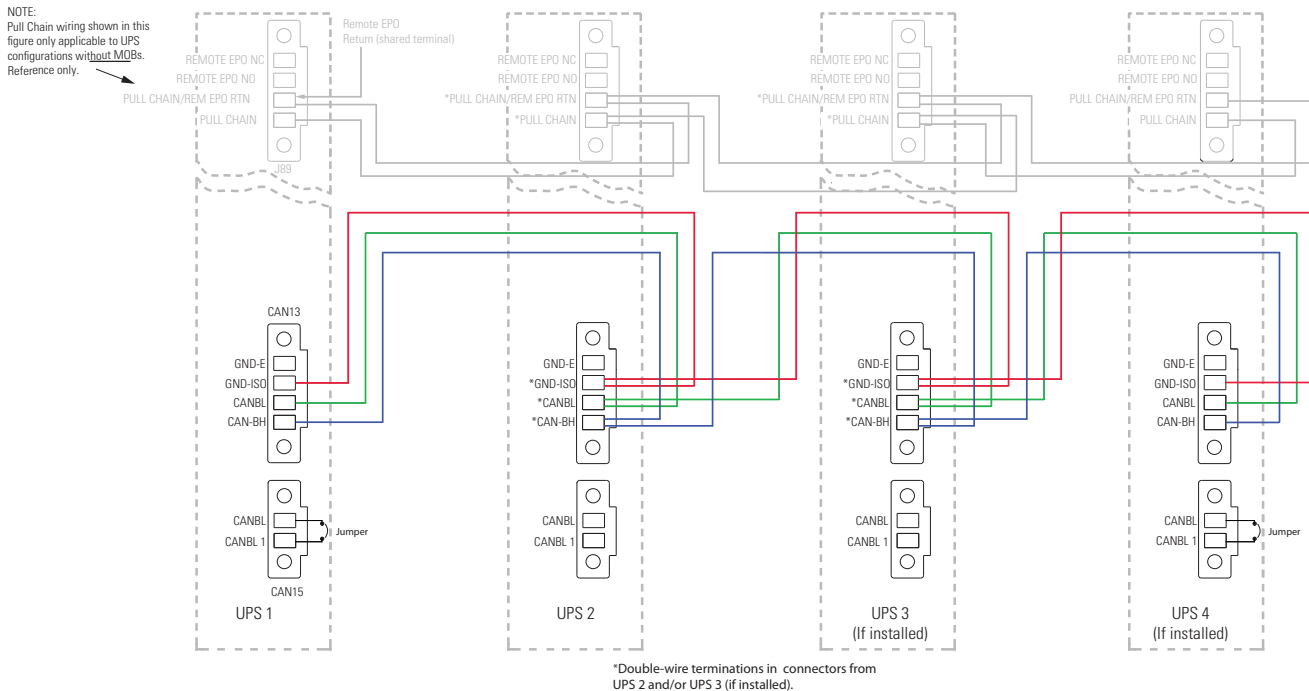 NOTE:
Pull Chain wiring shown in this
figure only applicable to UPS
configurations without MOBs.
Reference only.
Remote EPO
Return (shared terminal)
REMOTE EPO NC
REMOTE EPO NO
PULL CHAIN/REM EPO RTN
PULL CHAIN
J89
REMOTE EPO NC
REMOTE EPO NO
*PULL CHAIN/REM EPO RTN
*PULL CHAIN
REMOTE EPO NC
REMOTE EPO NO
*PULL CHAIN/REM EPO RTN
*PULL CHAIN
REMOTE EPO NC
REMOTE EPO NO
PULL CHAIN/REM EPO RTN
PULL CHAIN
CAN13
GND-E
GND-ISO
CANBL
CAN-BH
CANBL
CANBL 1
Jumper
CAN15
UPS 1
GND-E
*GND-ISO
*CANBL
*CAN-BH
CANBL
CANBL 1
UPS 2
GND-E
*GND-ISO
*CANBL
*CAN-BH
CANBL
CANBL 1
UPS 3
(If installed)
GND-E
GND-ISO
CANBL
CAN-BH
CANBL
CANBL 1
Jumper
UPS 4
(If installed)
*Double-wire terminations in connectors from
UPS 2 and/or UPS 3 (if installed).